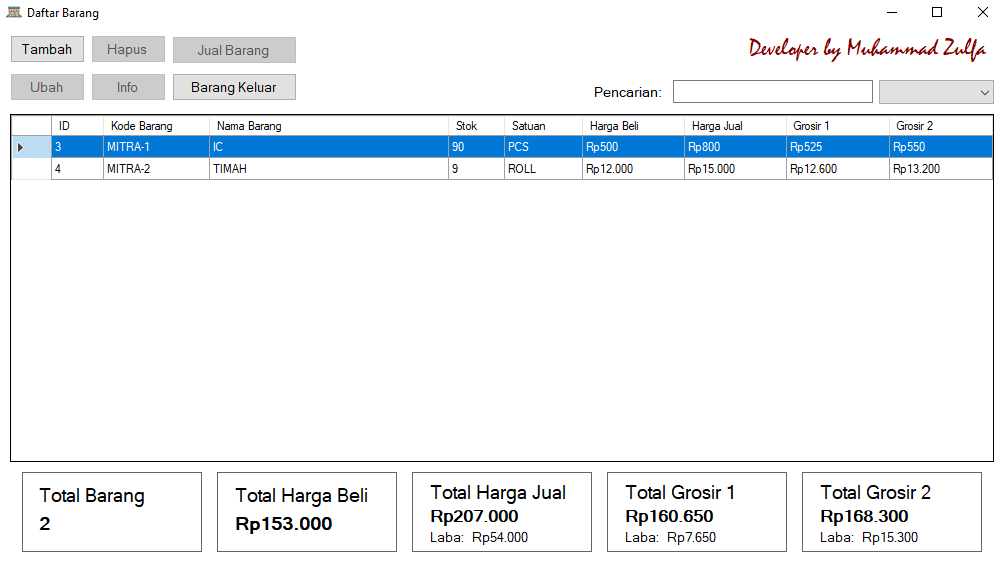 Daftar Barang
Tambah Hapus Jual Barang
Developer by Muhammad Zulfa
Ubah Info Barang Keluar
Pencarian:
ID Kode Barang Nama Barang Stok Satuan Harga Beli Harga Jual Grosir 1 Grosir 2
3 MITRA-1 IC 90 PCS Rp500 Rp800 Rp525 Rp550
4 MITRA-2 TIMAH 9 ROLL Rp12.000 Rp15.000 Rp12.600 Rp13.200
Total Barang
2
Total Harga Beli
Rp153.000
Total Harga Jual
Rp207.000
Laba: Rp54.000
Total Grosir 1
Rp160.650
Laba: Rp7.650
Total Grosir 2
Rp168.300
Laba: Rp15.300